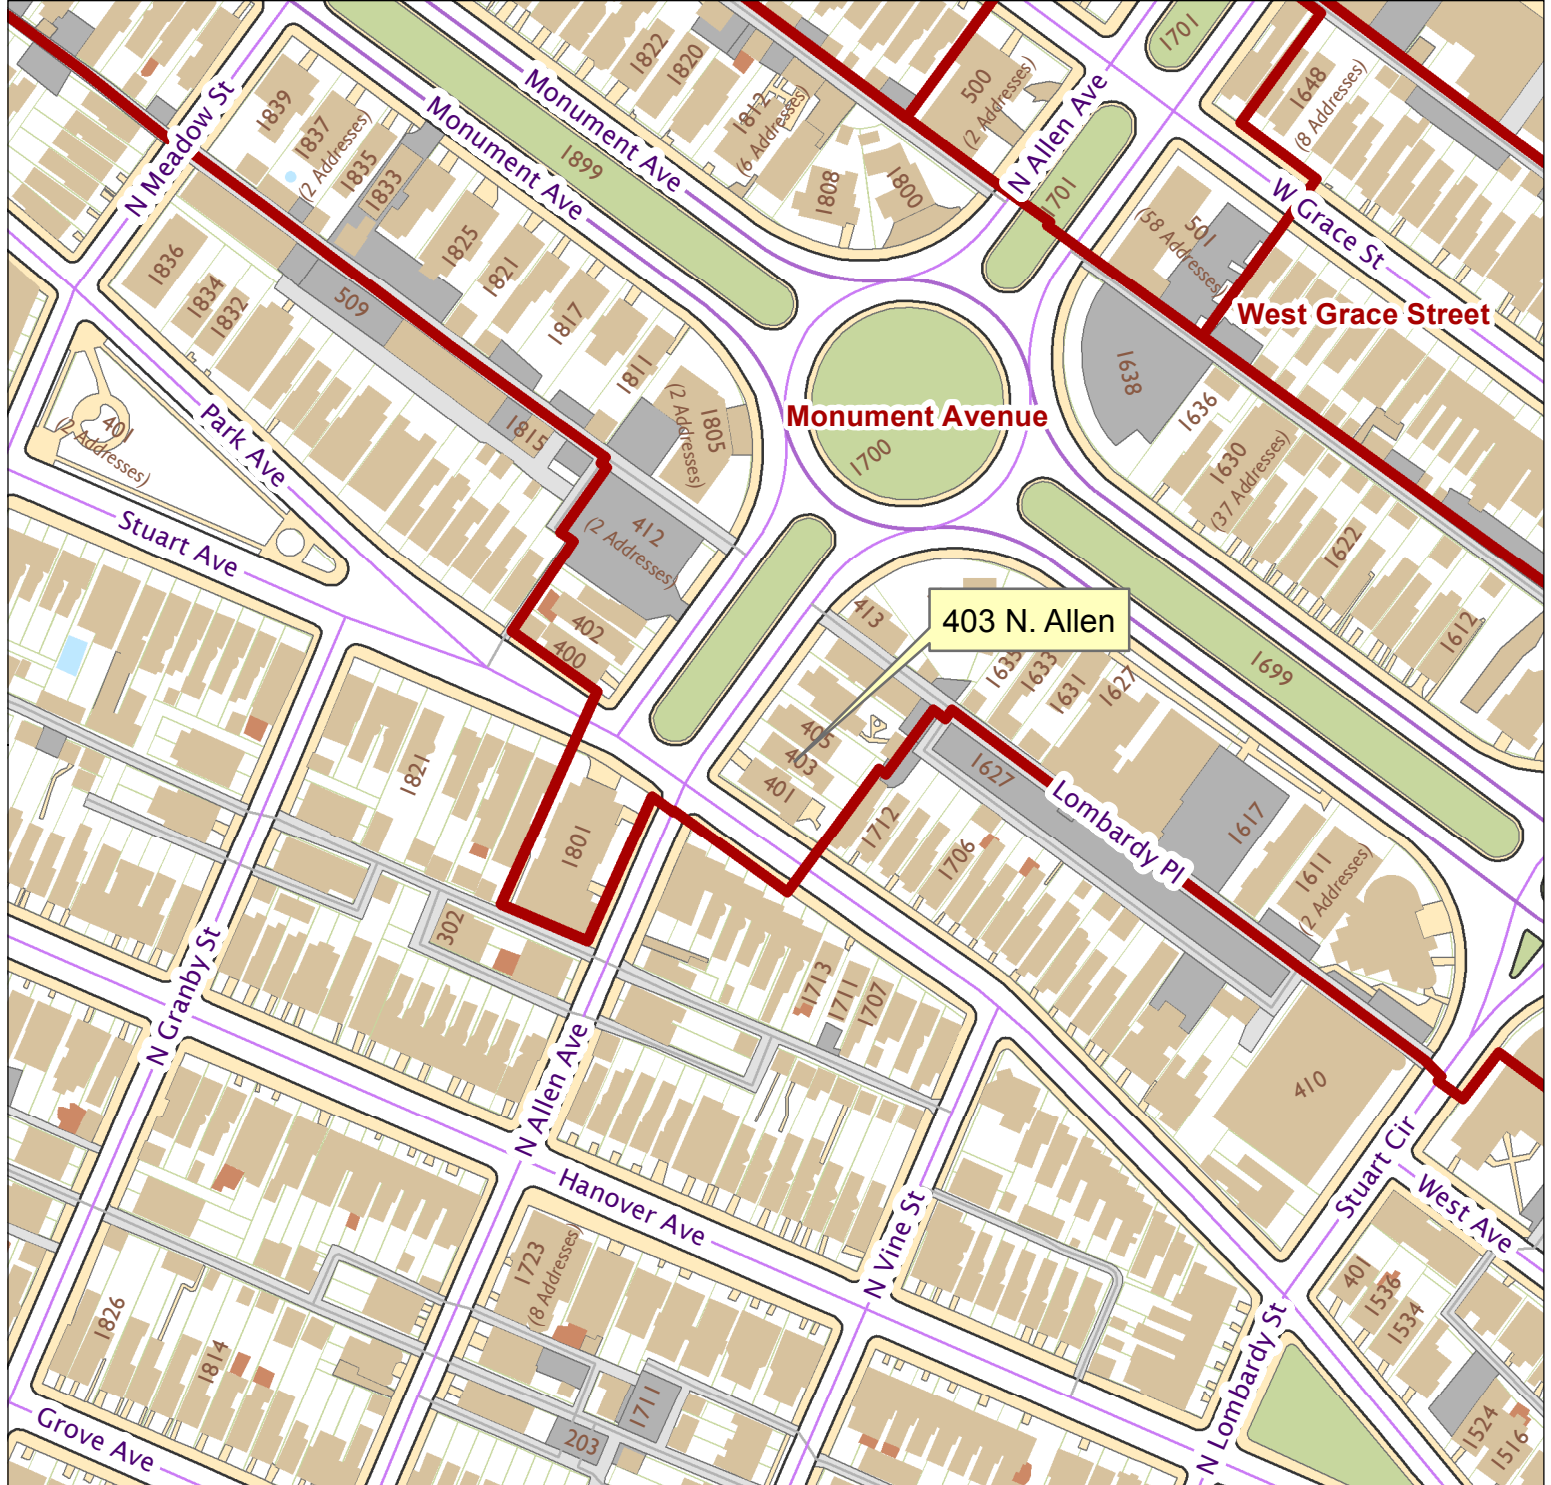 1701
1822
1820
1812
(6 Addresses)
500
(2 Addresses)
1648
(8 Addresses)
N Allen Ave
Monument Ave
Monument Ave
1899
N Meadow St
1839
1837
(2 Addresses)
1835
1833
1808
1800
1701
W Grace St
501
(58 Addresses)
1825
1821
1817
1811
1836
1834
1832
509
West Grace Street
1638
1636
1630
(37 Addresses)
1622
1612
1805
(2 Addresses)
1815
Monument Avenue
1700
401
(2 Addresses)
Park Ave
Stuart Ave
412
(2 Addresses)
402
400
413
403 N. Allen
1635
1633
1631
1627
1699
405
403
401
1627
Lombardy Pl
1617
1611
(2 Addresses)
1712
1706
1821
1801
302
N Granby St
1713
1711
1707
N Allen Ave
410
Stuart Cir
West Ave
Hanover Ave
N Vine St
1723
(8 Addresses)
401
1536
1534
N Lombardy St
1826
1814
1711
203
1524
1516
Grove Ave